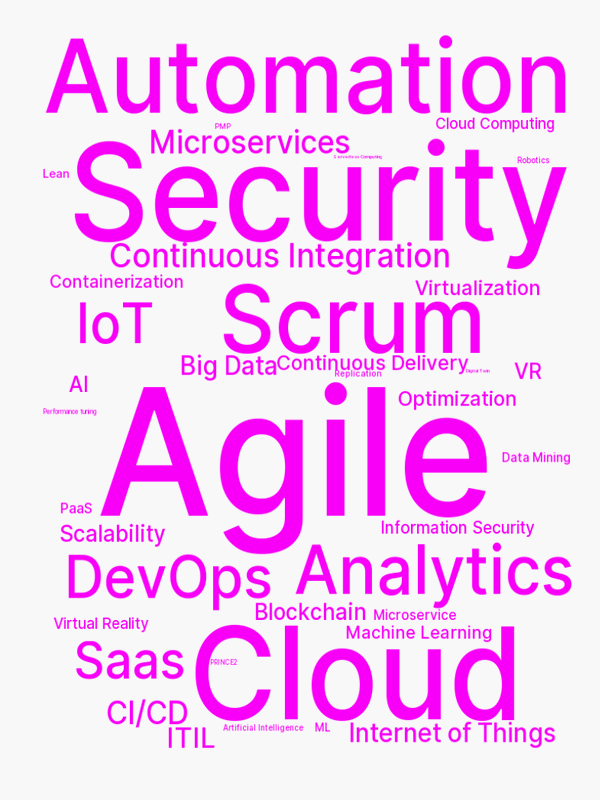 Automation
PMP
Cloud Computing
Microservices
Lean
Robotics
Security
Continuous Integration
Containerization
Virtualization
IoT
Scrum
Big Data
Continuous Delivery
Replication
Digital Twin
VR
AI
Optimization
Performance tuning
Agile
Data Mining
PaaS
Scalability
Information Security
DevOps
Analytics
Blockchain
Microservice
Virtual Reality
Machine Learning
Saas
PRINCE2
Cloud
CI/CD
ITIL
Artificial Intelligence
ML
Internet of Things